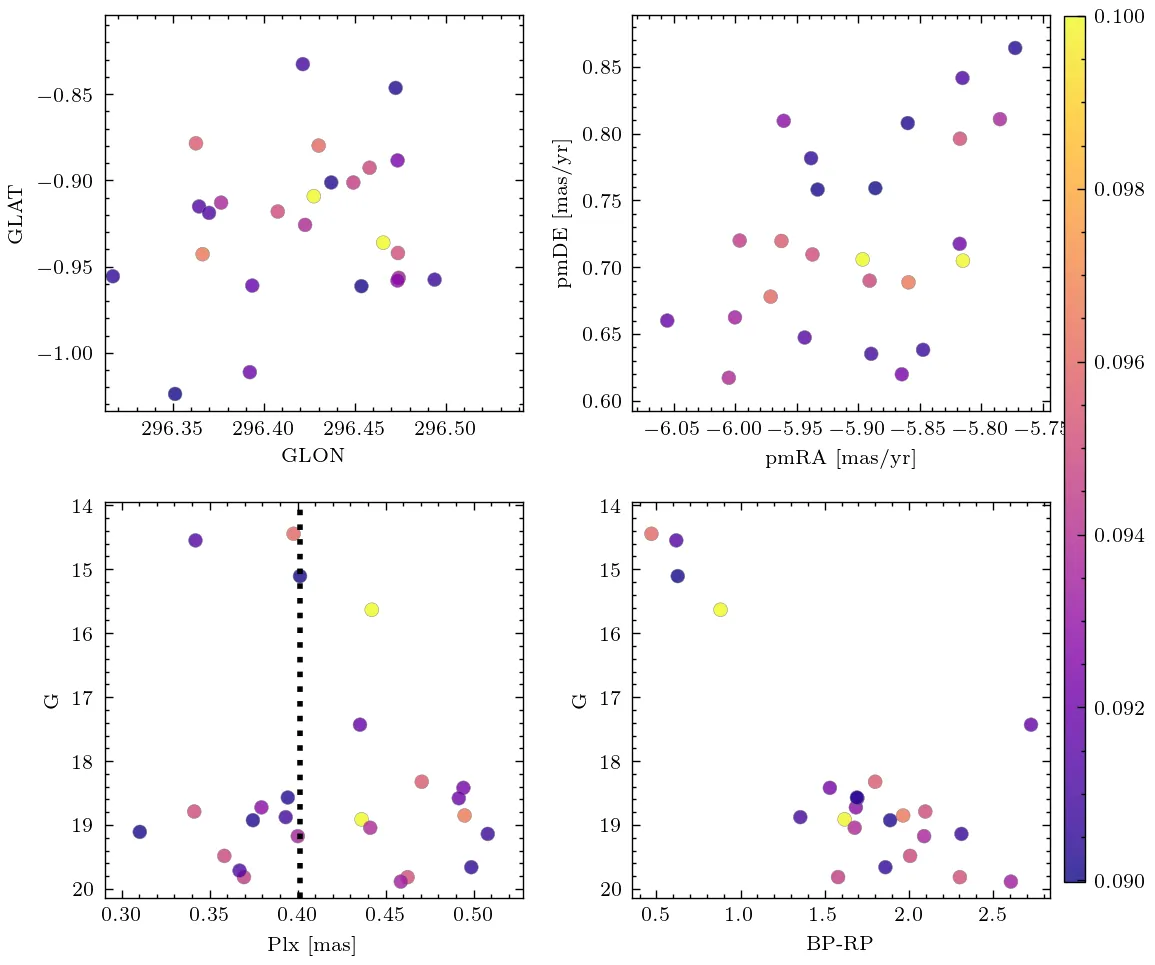 −0.85
−0.90
−0.95
−1.00
GLAT
296.35 296.40 296.45 296.50
GLON
0.85
0.80
0.75
0.70
0.65
0.60
pmDE [mas/yr]
−6.05 −6.00 −5.95 −5.90 −5.85 −5.80 −5.75
pmRA [mas/yr]
0.100
0.098
0.096
0.094
0.092
0.090
14
15
16
17
18
19
20
G
0.30 0.35 0.40 0.45 0.50
Plx [mas]
14
15
16
17
18
19
20
G
0.5 1.0 1.5 2.0 2.5
BP-RP